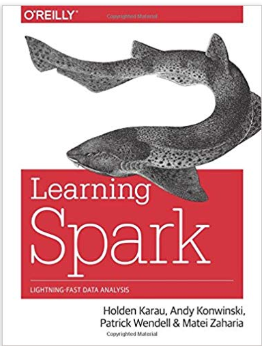 O'REILLY®
Learning
Spark
LIGHTNING-FAST DATA ANALYSIS
Holden Karau, Andy Konwinski,
Patrick Wendell & Matei Zaharia